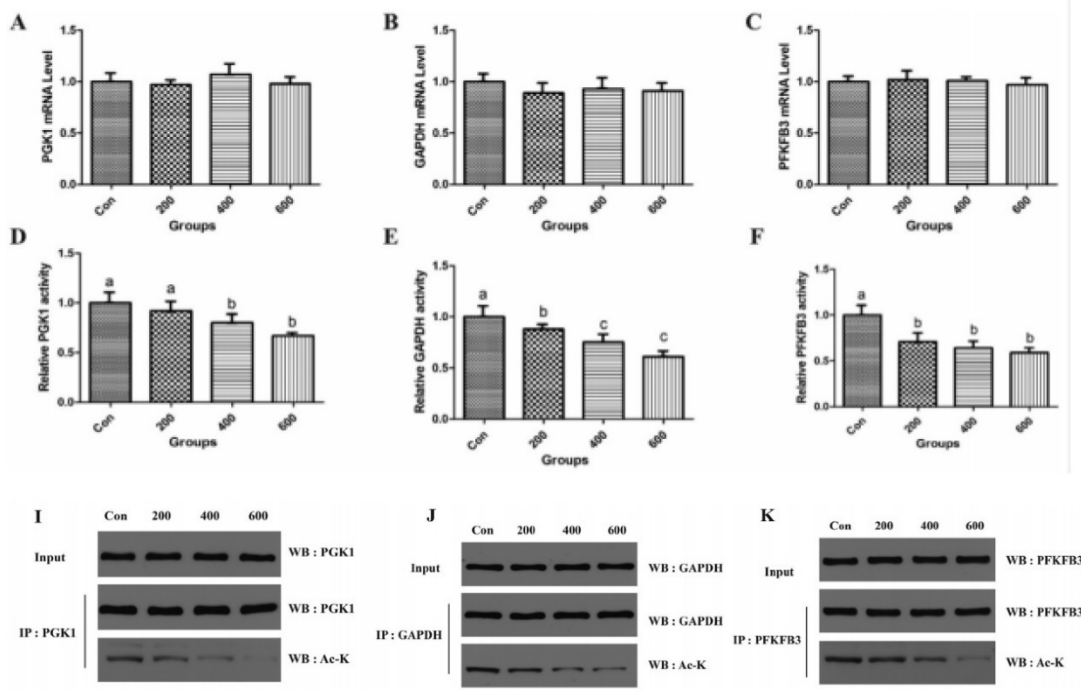 A
PGK1 mRNA Level
1.5
1.0
0.5
0.0
Con
200
400
600
Groups
B
GAPDH mRNA Level
1.5
1.0
0.5
0.0
Con
200
400
600
Groups
C
PFKFB3 mRNA Level
1.5
1.0
0.5
0.0
Con
200
400
600
Groups
D
Relative PGK1 activity
1.5
1.0
0.5
0.0
a
a
b
b
Con
200
400
600
Groups
E
Relative GAPDH activity
1.5
1.0
0.5
0.0
a
b
c
c
Con
200
400
600
Groups
F
Relative PFKFB3 activity
1.5
1.0
0.5
0.0
a
b
b
b
Con
200
400
600
Groups
I
Con 200 400 600
Input
WB : PGK1
IP : PGK1
WB : PGK1
WB : Ac-K
J
Con 200 400 600
Input
WB : GAPDH
IP : GAPDH
WB : GAPDH
WB : Ac-K
K
Con 200 400 600
Input
WB : PFKFB3
IP : PFKFB3
WB : PFKFB3
WB : Ac-K